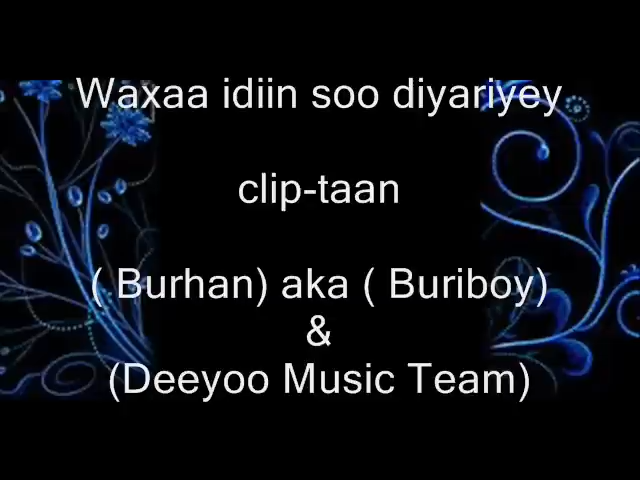 Waxaa idiin soo diyariyey
clip-taan
( Burhan) aka ( Buriboy)
&
(Deeyoo Music Team)